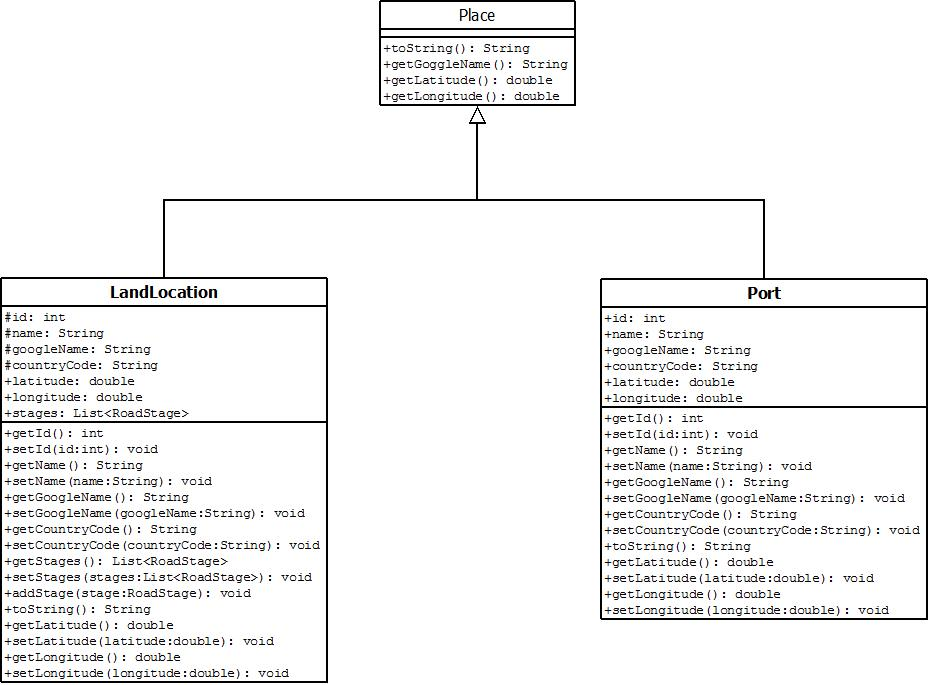 Place
+toString(): String
+getGoggleName(): String
+getLatitude(): double
+getLongitude(): double
LandLocation
#id: int
#name: String
#googleName: String
#countryCode: String
+latitude: double
+longitude: double
+stages: List<RoadStage>
+getId(): int
+setId(id:int): void
+getName(): String
+setName(name:String): void
+getGoogleName(): String
+setGoogleName(googleName:String): void
+getCountryCode(): String
+setCountryCode(countryCode:String): void
+getStages(): List<RoadStage>
+setStages(stages:List<RoadStage>): void
+addStage(stage:RoadStage): void
+toString(): String
+getLatitude(): double
+setLatitude(latitude:double): void
+getLongitude(): double
+setLongitude(longitude:double): void
Port
+id: int
+name: String
+googleName: String
+countryCode: String
+latitude: double
+longitude: double
+getId(): int
+setId(id:int): void
+getName(): String
+setName(name:String): void
+getGoogleName(): String
+setGoogleName(googleName:String): void
+getCountryCode(): String
+setCountryCode(countryCode:String): void
+toString(): String
+getLatitude(): double
+setLatitude(latitude:double): void
+getLongitude(): double
+setLongitude(longitude:double): void